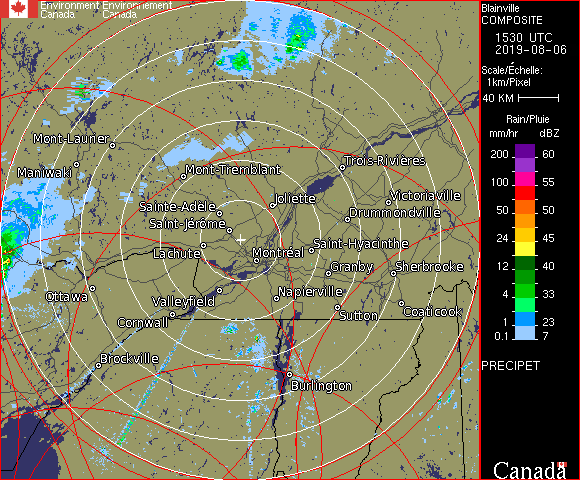 Environment Environnement
Canada Canada
Blainville
COMPOSITE
1530 UTC
2019-08-06
Scale/Échelle:
1km/Pixel
40 KM
Rain/Pluie
mm/hr dBZ
200 60
100 55
50 50
24 45
12 40
4 33
1 23
0.1 7
PRECIPET
Canada
Mont-Laurier
Maniwaki
Mont-Tremblant
Trois-Rivières
Joliette
Victoriaville
Sainte-Adèle
Drummondville
Saint-Jérôme
Saint-Hyacinthe
Lachute
Montréal
Granby
Sherbrooke
Ottawa
Valleyfield
Napierville
Cornwall
Sutton
Coaticook
Brockville
Burlington